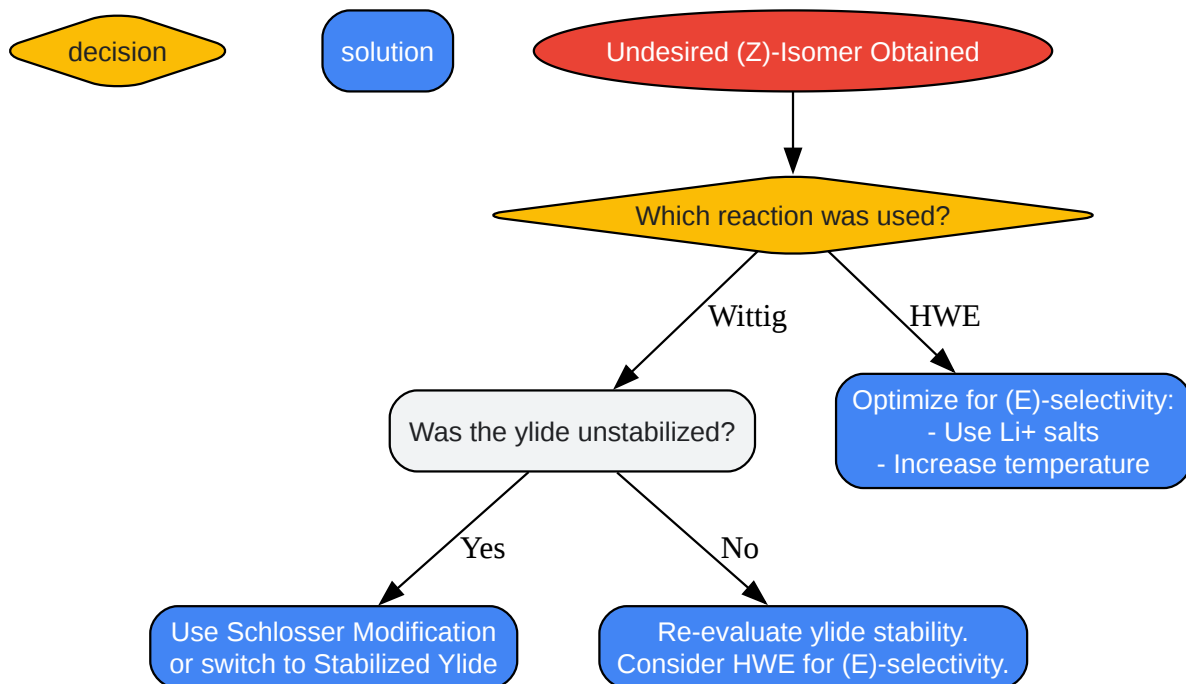 decision
solution
Undesired (Z)-Isomer Obtained
Which reaction was used?
Wittig
HWE
Was the ylide unstabilized?
Optimize for (E)-selectivity:
- Use Li+ salts
- Increase temperature
Yes
No
Use Schlosser Modification
or switch to Stabilized Ylide
Re-evaluate ylide stability.
Consider HWE for (E)-selectivity.